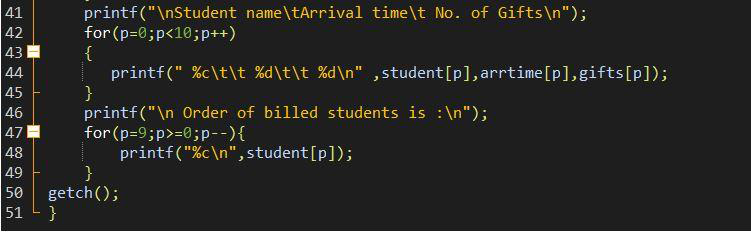 41 printf("\nStudent name\tArrival time\t No. of Gifts\n");
42 for(p=0;p<10;p++)
43 {
44 printf(" %c\t\t %d\t\t %d\n" ,student[p],arrtime[p],gifts[p]);
45 }
46 printf("\n Order of billed students is :\n");
47 for(p=9;p>=0;p--){
48 printf("%c\n",student[p]);
49 }
50 getch();
51 }